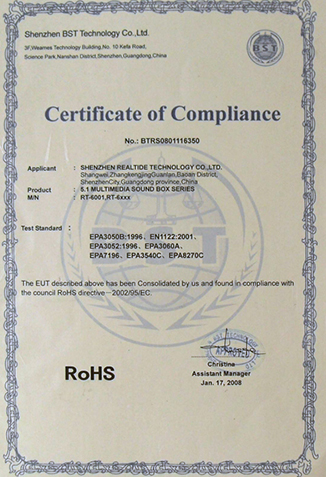 Shenzhen BST Technology Co.,Ltd.
3F,Weames Technology Building,No. 10 Kefa Road,
Science Park,Nanshan District,Shenzhen,Guangdong,China
BST
Certificate of Compliance
No.: BTRS0801116350
Applicant : SHENZHEN REALTIDE TECHNOLOGY CO.,LTD.
Shangwei,ZhangkengjingGuanlan,Baoan District,
ShenzhenCity,Guangdong province,China
Product : 5.1 MULTIMEDIA SOUND BOX SERIES
M/N : RT-6001,RT-6xxx
Test Standard :
EPA3050B:1996、EN1122:2001、
EPA3052:1996、EPA3060A、
EPA7196、EPA3540C、EPA8270C
The EUT described above has been Consolidated by us and found in compliance with
the council RoHS directive--2002/95/EC.
APPROVED
RoHS
Christina
Assistant Manager
Jan. 17, 2008